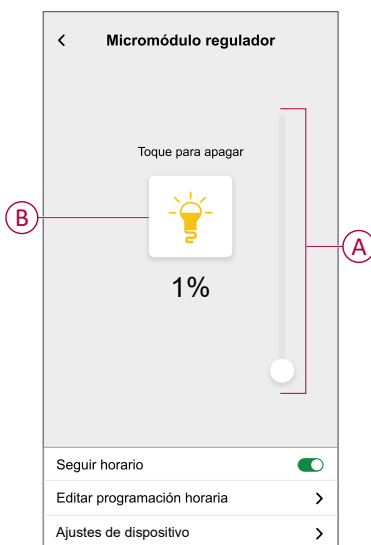 Micromódulo regulador
Toque para apagar
B
A
1%
Seguir horario
Editar programación horaria
Ajustes de dispositivo